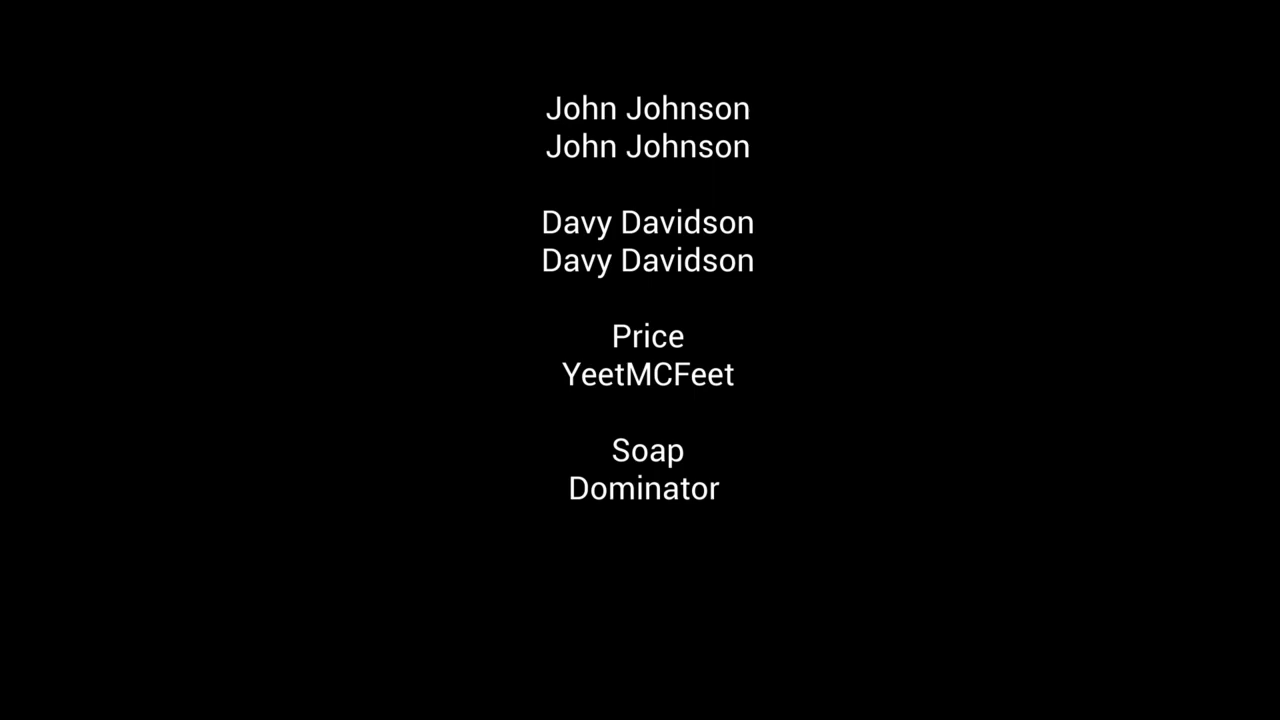 John Johnson
John Johnson
Davy Davidson
Davy Davidson
Price
YeetMCFeet
Soap
Dominator